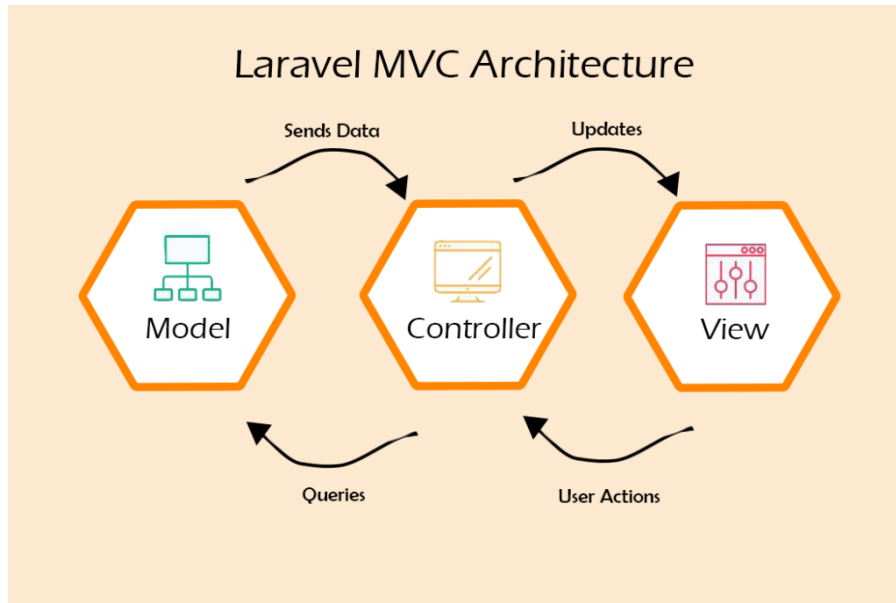 Laravel MVC Architecture
Sends Data
Updates
Model
Controller
View
Queries
User Actions